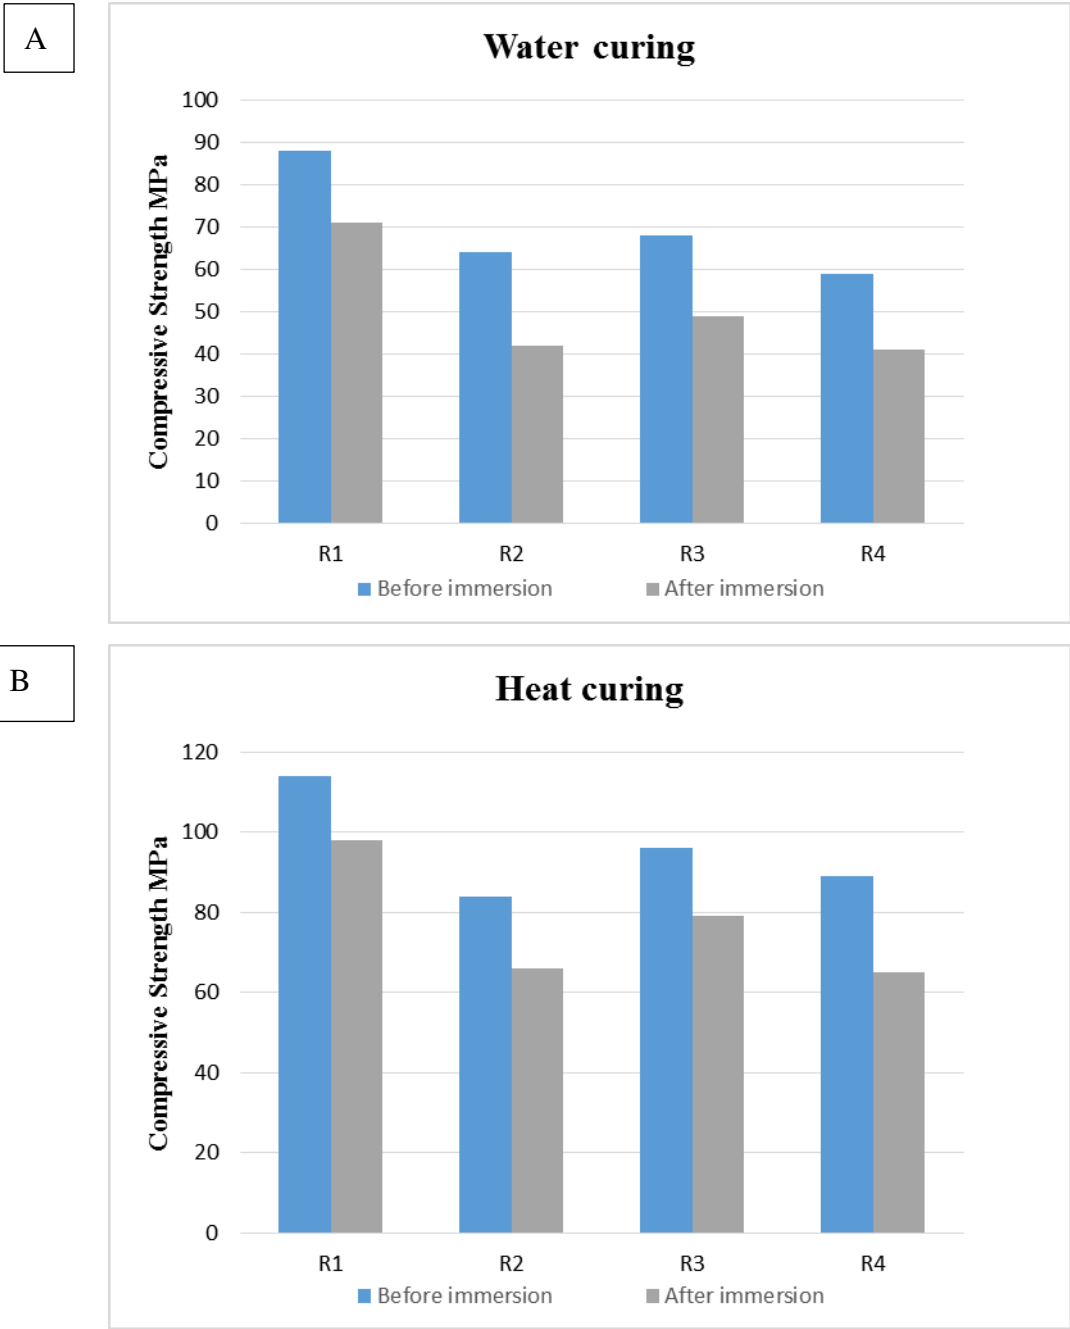 A
Water curing
Compressive Strength MPa
100
90
80
70
60
50
40
30
20
10
0
R1 R2 R3 R4
Before immersion After immersion
B
Heat curing
Compressive Strength MPa
120
100
80
60
40
20
0
R1 R2 R3 R4
Before immersion After immersion